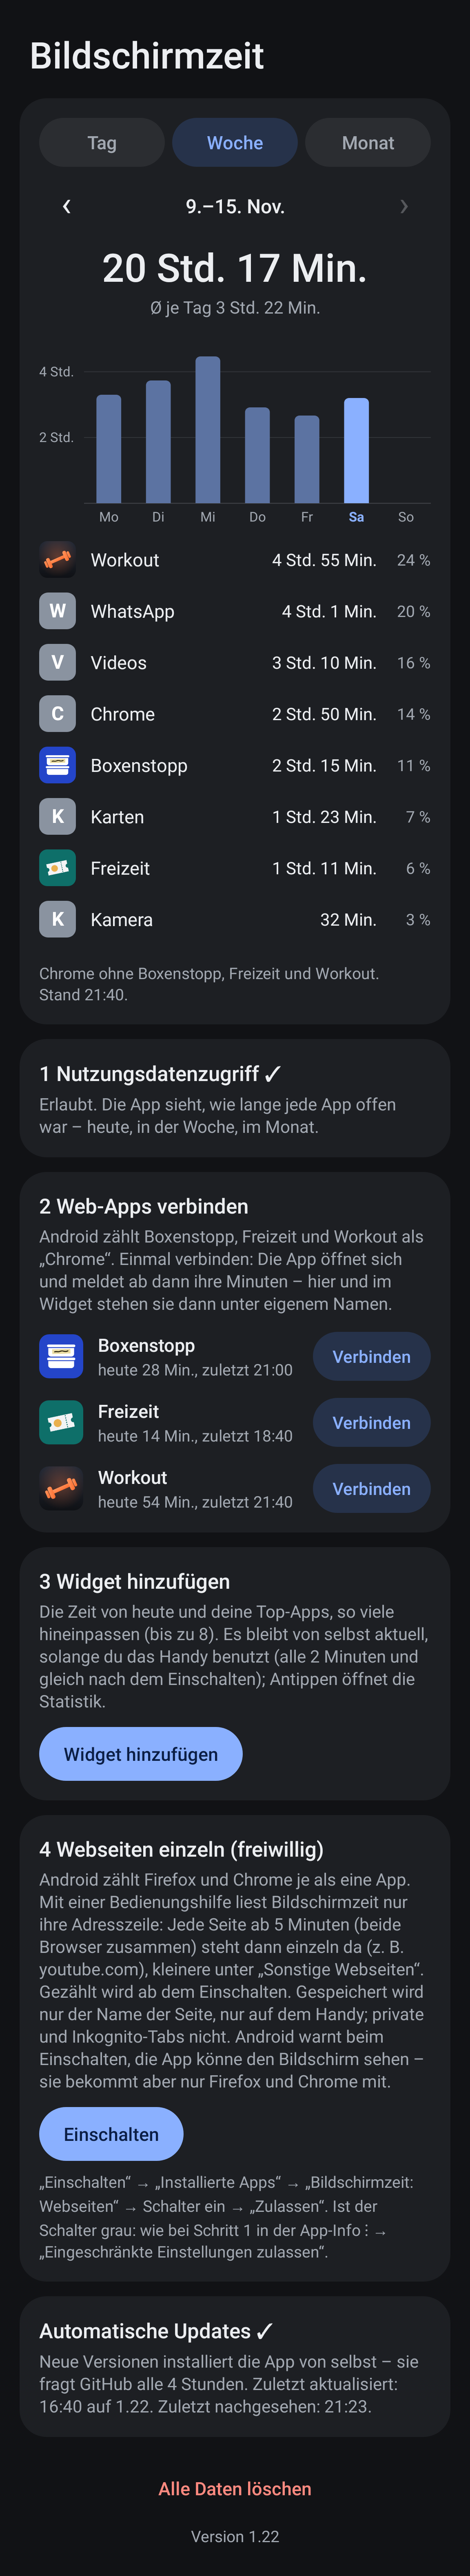 Bildschirmzeit
Tag Woche Monat
‹ 9.–15. Nov. ›
20 Std. 17 Min.
Ø je Tag 3 Std. 22 Min.
4 Std.
2 Std.
Mo Di Mi Do Fr Sa So
Workout 4 Std. 55 Min. 24 %
W WhatsApp 4 Std. 1 Min. 20 %
V Videos 3 Std. 10 Min. 16 %
C Chrome 2 Std. 50 Min. 14 %
Boxenstopp 2 Std. 15 Min. 11 %
K Karten 1 Std. 23 Min. 7 %
Freizeit 1 Std. 11 Min. 6 %
K Kamera 32 Min. 3 %
Chrome ohne Boxenstopp, Freizeit und Workout.
Stand 21:40.
1 Nutzungsdatenzugriff ✓
Erlaubt. Die App sieht, wie lange jede App offen
war – heute, in der Woche, im Monat.
2 Web-Apps verbinden
Android zählt Boxenstopp, Freizeit und Workout als
„Chrome“. Einmal verbinden: Die App öffnet sich
und meldet ab dann ihre Minuten – hier und im
Widget stehen sie dann unter eigenem Namen.
Boxenstopp
heute 28 Min., zuletzt 21:00
Verbinden
Freizeit
heute 14 Min., zuletzt 18:40
Verbinden
Workout
heute 54 Min., zuletzt 21:40
Verbinden
3 Widget hinzufügen
Die Zeit von heute und deine Top-Apps, so viele
hineinpassen (bis zu 8). Es bleibt von selbst aktuell,
solange du das Handy benutzt (alle 2 Minuten und
gleich nach dem Einschalten); Antippen öffnet die
Statistik.
Widget hinzufügen
4 Webseiten einzeln (freiwillig)
Android zählt Firefox und Chrome je als eine App.
Mit einer Bedienungshilfe liest Bildschirmzeit nur
ihre Adresszeile: Jede Seite ab 5 Minuten (beide
Browser zusammen) steht dann einzeln da (z. B.
youtube.com), kleinere unter „Sonstige Webseiten“.
Gezählt wird ab dem Einschalten. Gespeichert wird
nur der Name der Seite, nur auf dem Handy; private
und Inkognito-Tabs nicht. Android warnt beim
Einschalten, die App könne den Bildschirm sehen –
sie bekommt aber nur Firefox und Chrome mit.
Einschalten
„Einschalten“ → „Installierte Apps“ → „Bildschirmzeit:
Webseiten“ → Schalter ein → „Zulassen“. Ist der
Schalter grau: wie bei Schritt 1 in der App-Info ⋮ →
„Eingeschränkte Einstellungen zulassen“.
Automatische Updates ✓
Neue Versionen installiert die App von selbst – sie
fragt GitHub alle 4 Stunden. Zuletzt aktualisiert:
16:40 auf 1.22. Zuletzt nachgesehen: 21:23.
Alle Daten löschen
Version 1.22